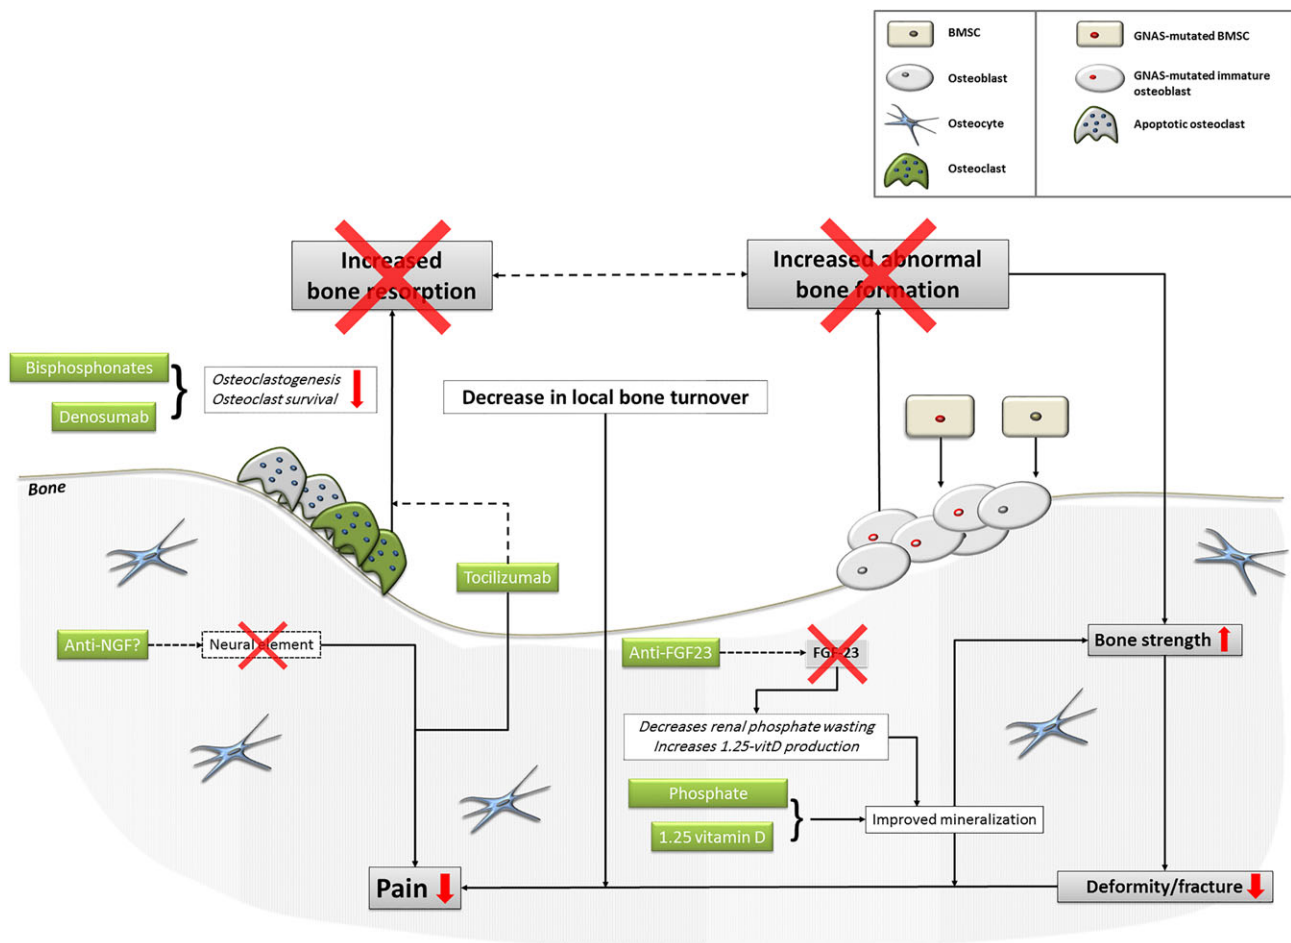 BMSC
Osteoblast
Osteocyte
Osteoclast
GNAS-mutated BMSC
GNAS-mutated immature
osteoblast
Apoptotic osteoclast
Increased
bone resorption
Increased abnormal
bone formation
Bisphosphonates
Denosumab
Osteoclastogenesis
Osteoclast survival
Decrease in local bone turnover
Bone
Tocilizumab
Anti-NGF?
Neural element
Anti-FGF23
FGF-23
Bone strength
Decreases renal phosphate wasting
Increases 1.25-vitD production
Phosphate
1.25 vitamin D
Improved mineralization
Pain
Deformity/fracture